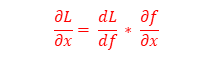 ∂L/∂x = dL/df * ∂f/∂x